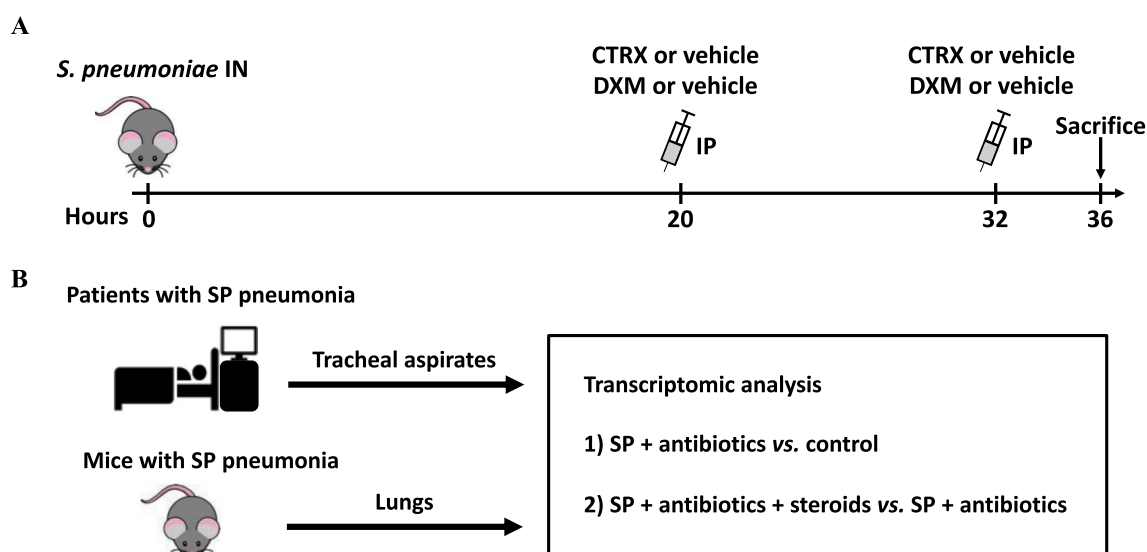 A
S. pneumoniae IN
CTRX or vehicle
DXM or vehicle
IP
CTRX or vehicle
DXM or vehicle
IP
Sacrifice
Hours 0 20 32 36
B
Patients with SP pneumonia
Tracheal aspirates
Mice with SP pneumonia
Lungs
Transcriptomic analysis
1) SP + antibiotics vs. control
2) SP + antibiotics + steroids vs. SP + antibiotics